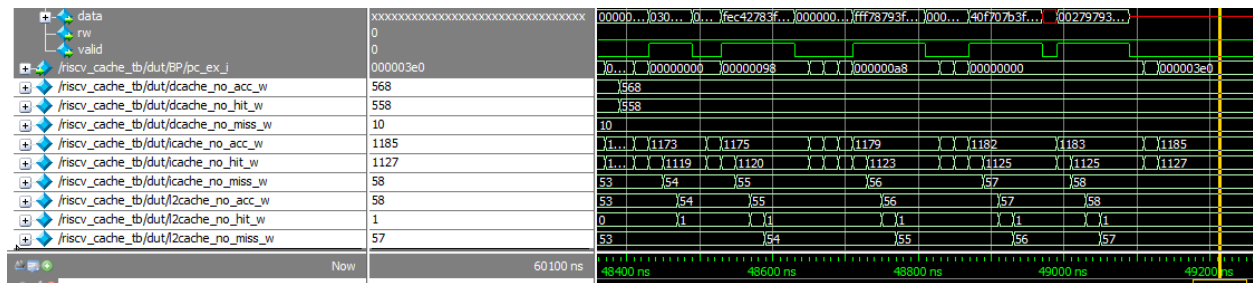 data xxxxxxxxxxxxxxxxxxxxxxxxxxxxxxxx 00000... 030... 0... fec42783f... 000000... fff78793f... 000... 40f707b3f... 00279793...
rw 0
valid 0
/riscv_cache_tb/dut/BP/pc_ex_i 000003e0 0... 00000000 00000098 000000a8 00000000 000003e0
/riscv_cache_tb/dut/dcache_no_acc_w 568 568
/riscv_cache_tb/dut/dcache_no_hit_w 558 558
/riscv_cache_tb/dut/dcache_no_miss_w 10 10
/riscv_cache_tb/dut/icache_no_acc_w 1185 1... 1173 1175 1179 1182 1183 1185
/riscv_cache_tb/dut/icache_no_hit_w 1127 1... 1119 1120 1123 1125 1125 1127
/riscv_cache_tb/dut/icache_no_miss_w 58 53 54 55 56 57 58
/riscv_cache_tb/dut/l2cache_no_acc_w 58 53 54 55 56 57 58
/riscv_cache_tb/dut/l2cache_no_hit_w 1 0 1 1 1 1 1
/riscv_cache_tb/dut/l2cache_no_miss_w 57 53 54 55 56 57
Now 60100 ns 48400 ns 48600 ns 48800 ns 49000 ns 49200 ns